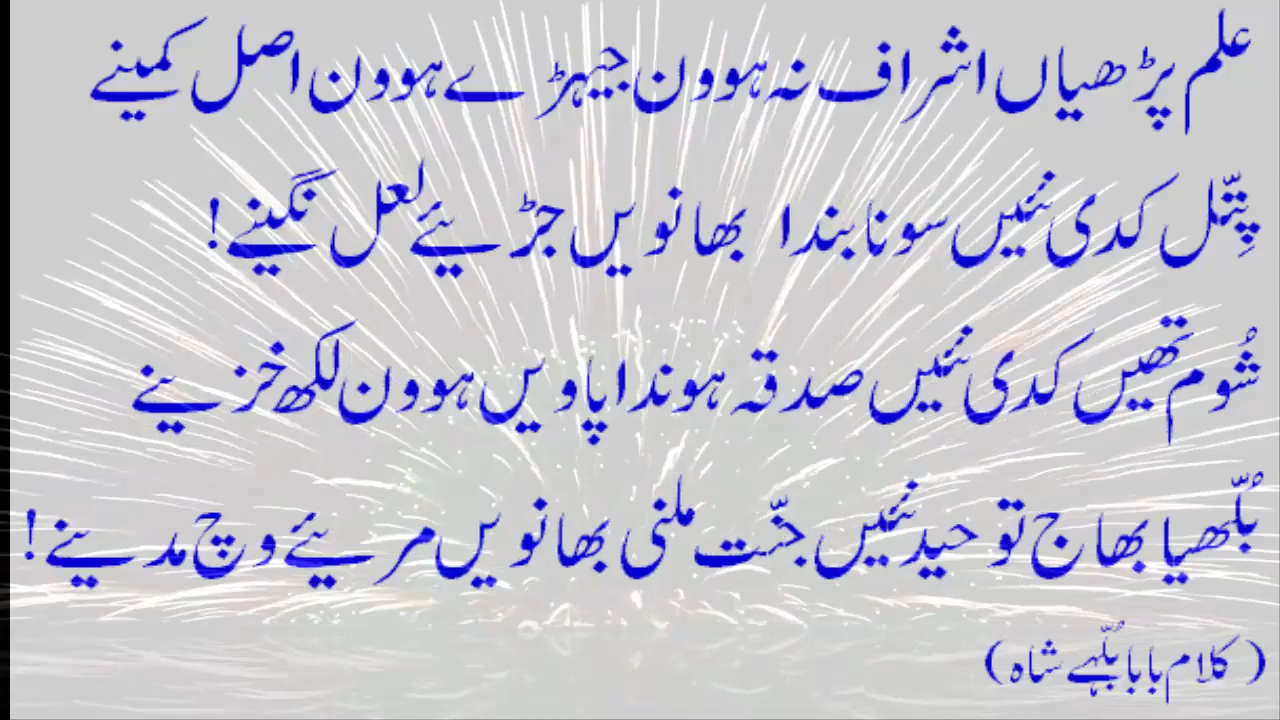 علم پڑھیاں اشراف نہ ہوون جیہڑے ہوون اصل کمینے
پِتّل کدی نئیں سونا بندا بھانویں جڑیئے لعل نگینے!
شُوم تھیں کدی نئیں صدقہ ہوندا پاویں ہوون لکھ خزینے
بُلّھیا بھاج توحید نئیں جنّت ملنی بھانویں مریئے وچ مدینے!
(کلام بابا بُلّہے شاہ)